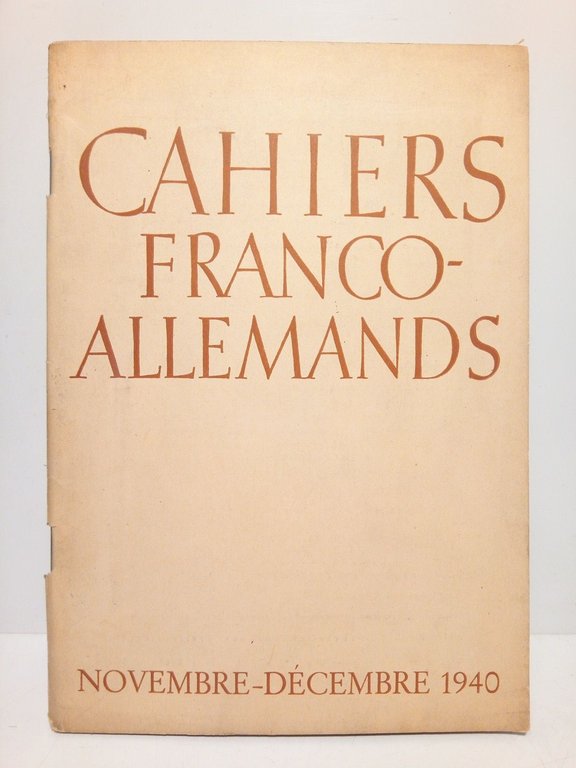 CAHIERS
FRANCO-
ALLEMANDS
NOVEMBRE-DÉCEMBRE 1940